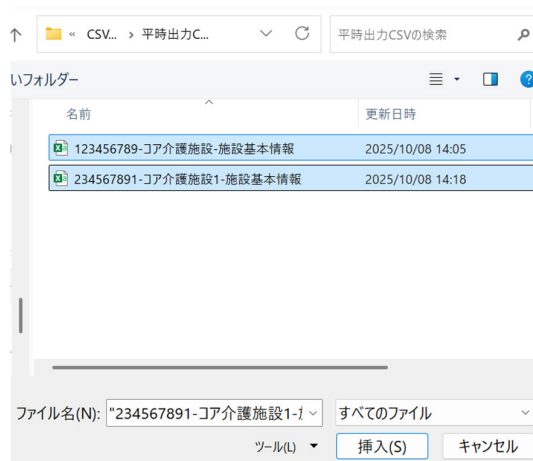 « CSV... › 平時出力C... 平時出力CSVの検索
いフォルダー
名前 更新日時
123456789-コア介護施設-施設基本情報 2025/10/08 14:05
234567891-コア介護施設1-施設基本情報 2025/10/08 14:18
ファイル名(N): "234567891-コア介護施設1-が すべてのファイル
ツール(L) 挿入(S) キャンセル